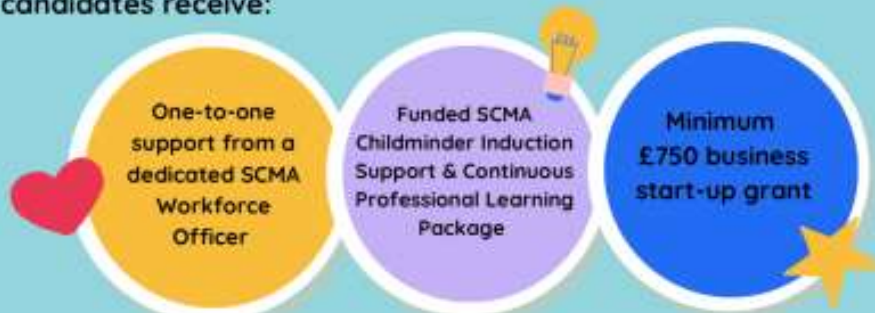 candidates receive:
One-to-one
support from a
dedicated SCMA
Workforce
Officer
Funded SCMA
Childminder Induction
Support & Continuous
Professional Learning
Package
Minimum
£750 business
start-up grant